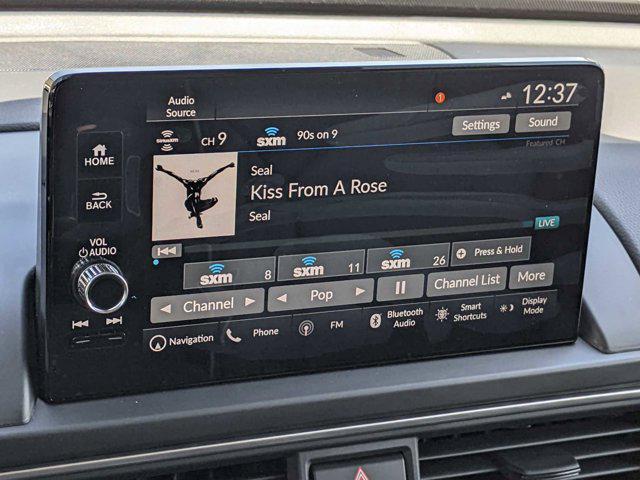 Audio
Source
1
12:37
HOME
BACK
VOL
AUDIO
SiriusXM
CH 9
sxm
90s on 9
Settings
Sound
Featured CH
Seal
Kiss From A Rose
Seal
LIVE
sxm 8
sxm 11
sxm 26
Press & Hold
Channel
Pop
Channel List
More
Navigation
Phone
FM
Bluetooth
Audio
Smart
Shortcuts
Display
Mode